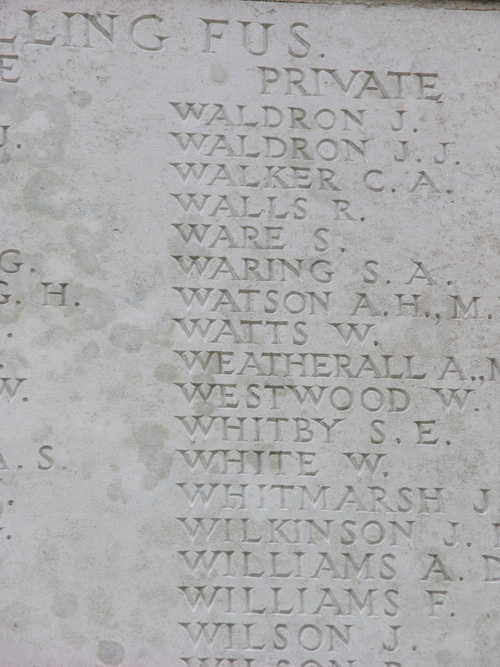 LLING FUS.
E
PRIVATE
J.
WALDRON J.
WALDRON J. J.
WALKER C. A.
WALLS R.
WARE S.
G.
WARING S. A.
G. H.
WATSON A. H., M.
WATTS W.
W.
WEATHERALL A., M
WESTWOOD W.
WHITBY S. E.
A. S.
WHITE W.
WHITMARSH J.
WILKINSON J.
WILLIAMS A. D
WILLIAMS F.
WILSON J.
WILSON